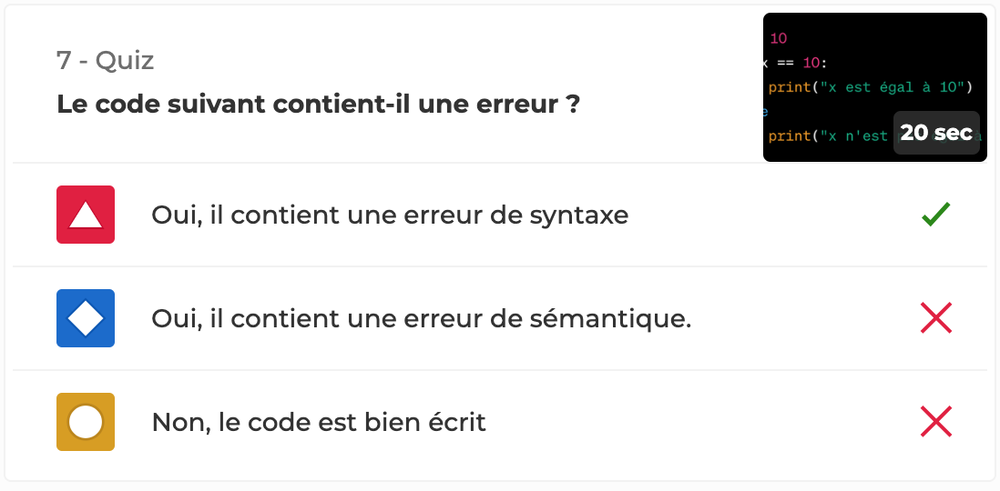 7 - Quiz
Le code suivant contient-il une erreur ?
10
x == 10:
print("x est égal à 10")
e
print("x n'est
20 sec
Oui, il contient une erreur de syntaxe
Oui, il contient une erreur de sémantique.
Non, le code est bien écrit